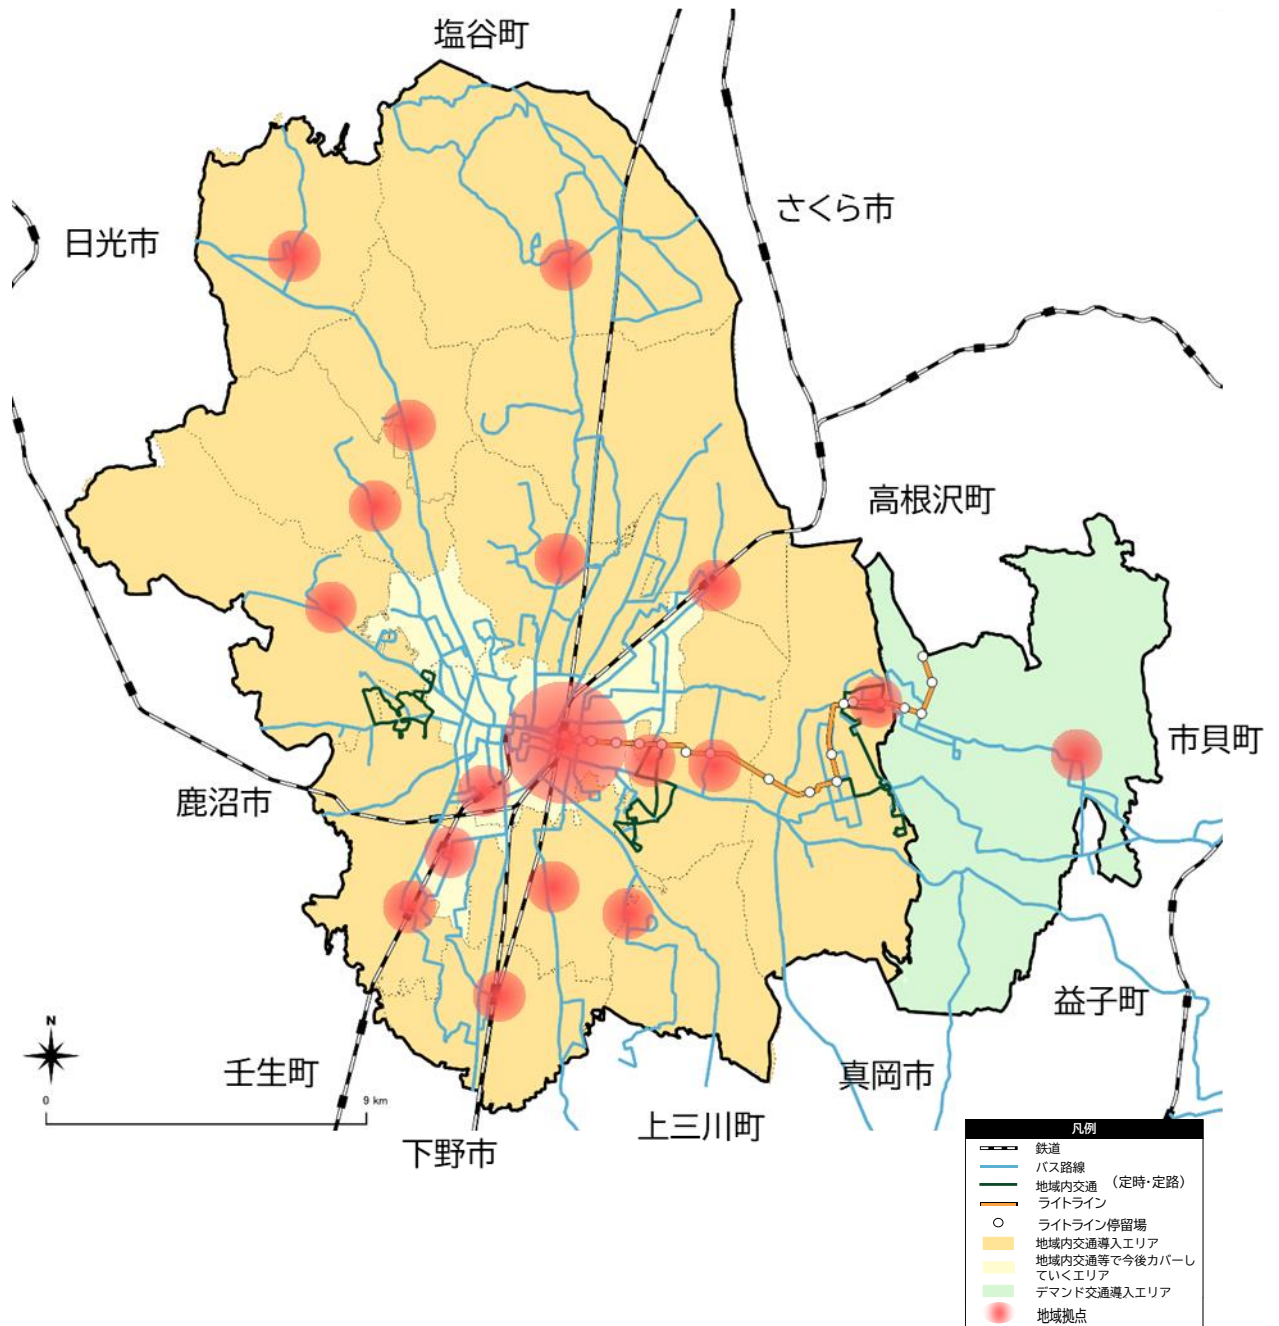 塩谷町
さくら市
日光市
高根沢町
市貝町
鹿沼市
益子町
N
壬生町
真岡市
0
9 km
上三川町
下野市
凡例
鉄道
バス路線
地域内交通 (定時・定路)
ライトライン
ライトライン停留場
地域内交通導入エリア
地域内交通等で今後カバーし
ていくエリア
デマンド交通導入エリア
地域拠点